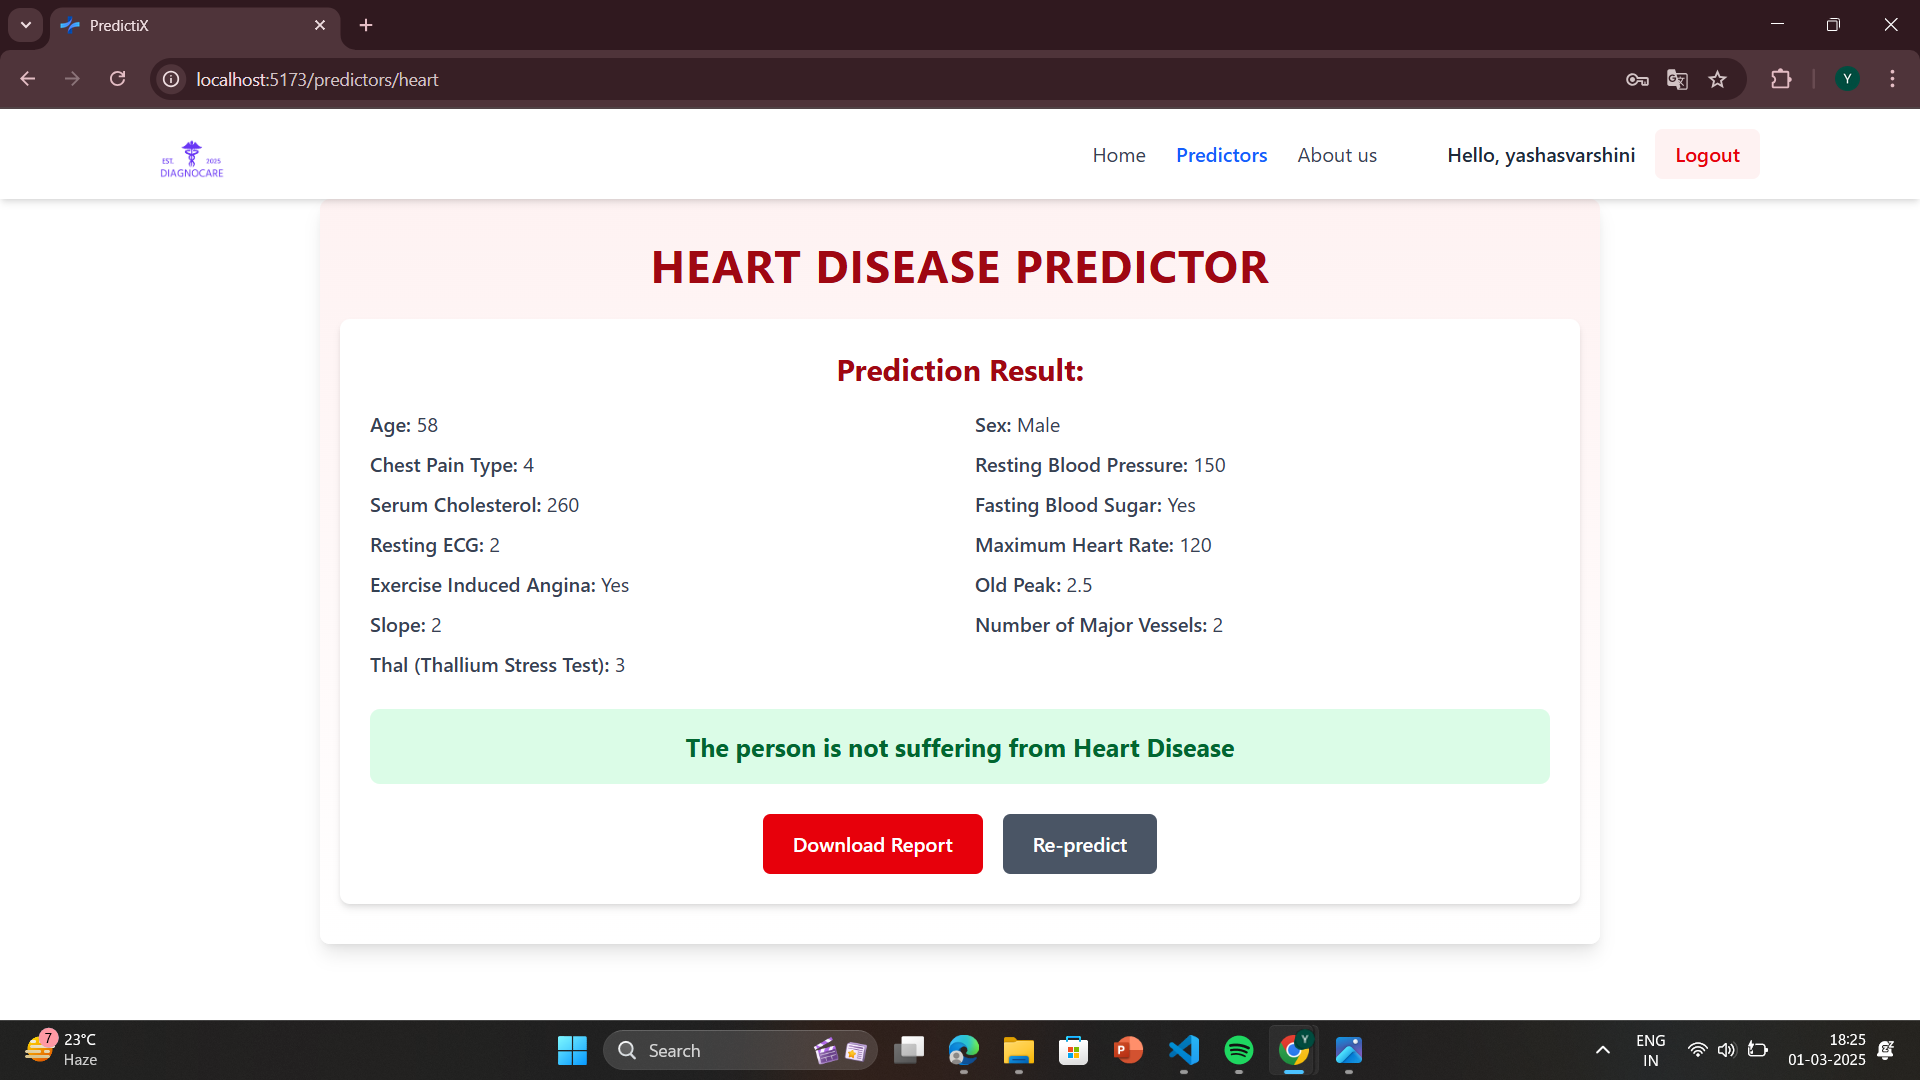 PredictiX
localhost:5173/predictors/heart
Y
EST. 2025
DIAGNOCARE
Home Predictors About us Hello, yashasvarshini Logout
HEART DISEASE PREDICTOR
Prediction Result:
Age: 58 Sex: Male
Chest Pain Type: 4 Resting Blood Pressure: 150
Serum Cholesterol: 260 Fasting Blood Sugar: Yes
Resting ECG: 2 Maximum Heart Rate: 120
Exercise Induced Angina: Yes Old Peak: 2.5
Slope: 2 Number of Major Vessels: 2
Thal (Thallium Stress Test): 3
The person is not suffering from Heart Disease
Download Report Re-predict
7 23°C
Haze
Search
P
Y
ENG
IN
18:25
01-03-2025